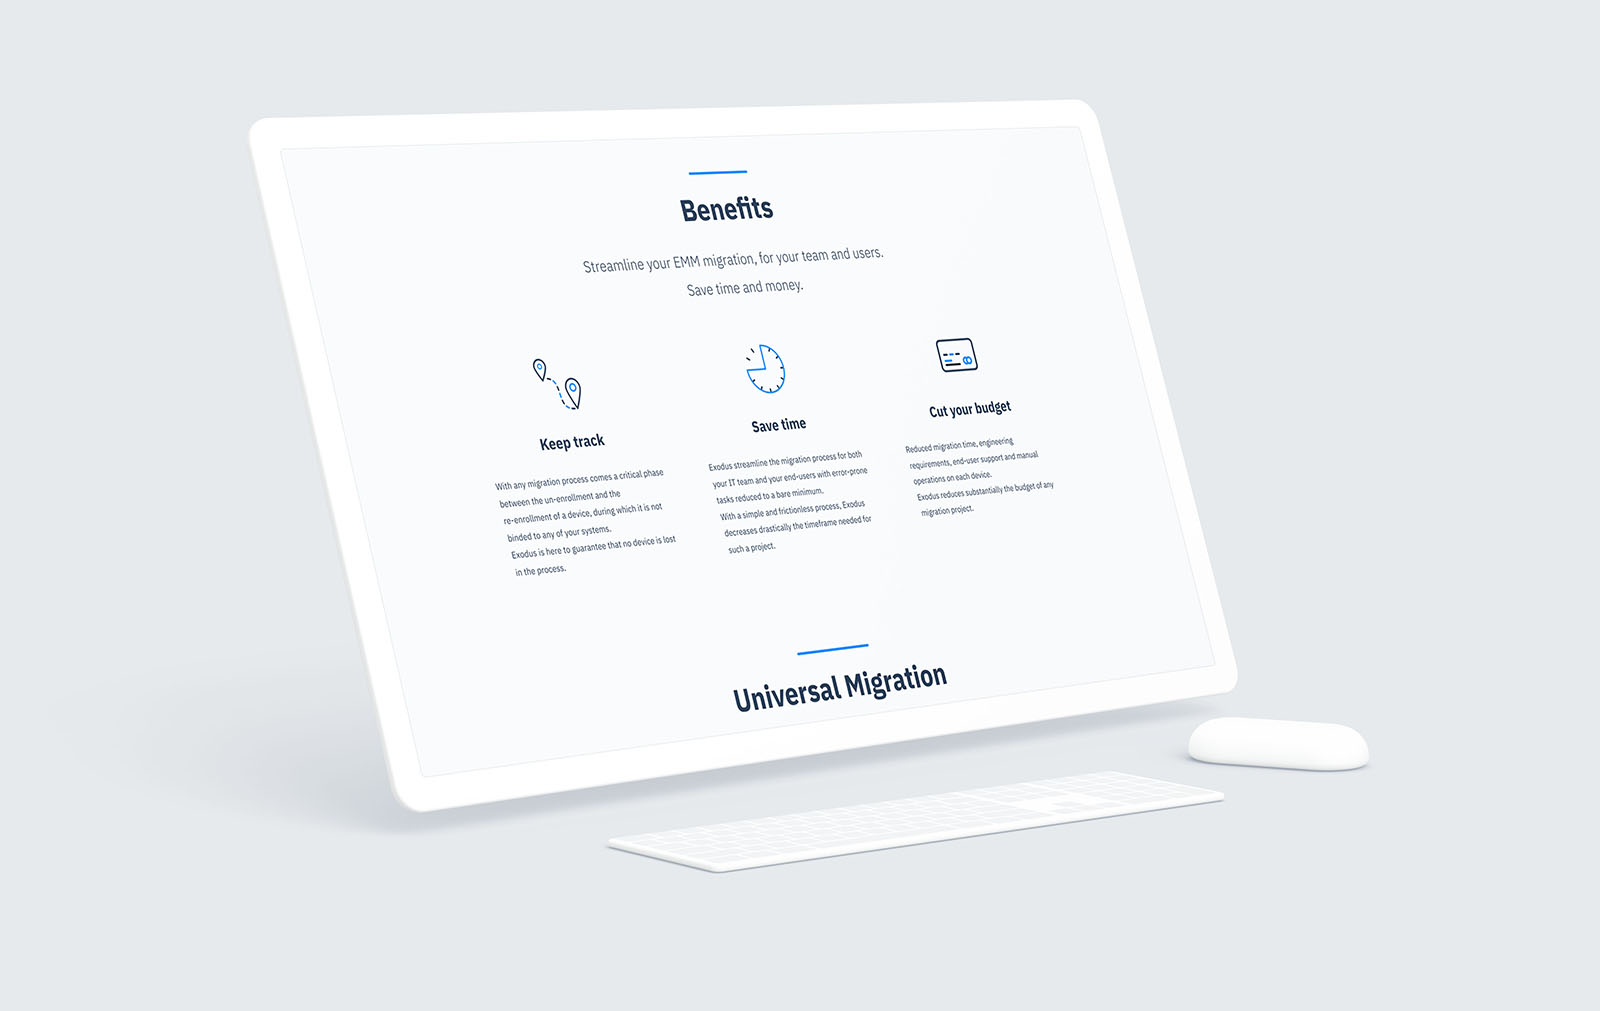 Benefits
Streamline your EMM migration, for your team and users.
Save time and money.
Keep track
With any migration process comes a critical phase
between the un-enrollment and the
re-enrollment of a device, during which it is not
binded to any of your systems.
Exodus is here to guarantee that no device is lost
in the process.
Save time
Exodus streamline the migration process for both
your IT team and your end-users with error-prone
tasks reduced to a bare minimum.
With a simple and frictionless process, Exodus
decreases drastically the timeframe needed for
such a project.
Cut your budget
Reduced migration time, engineering
requirements, end-user support and manual
operations on each device.
Exodus reduces substantially the budget of any
migration project.
Universal Migration